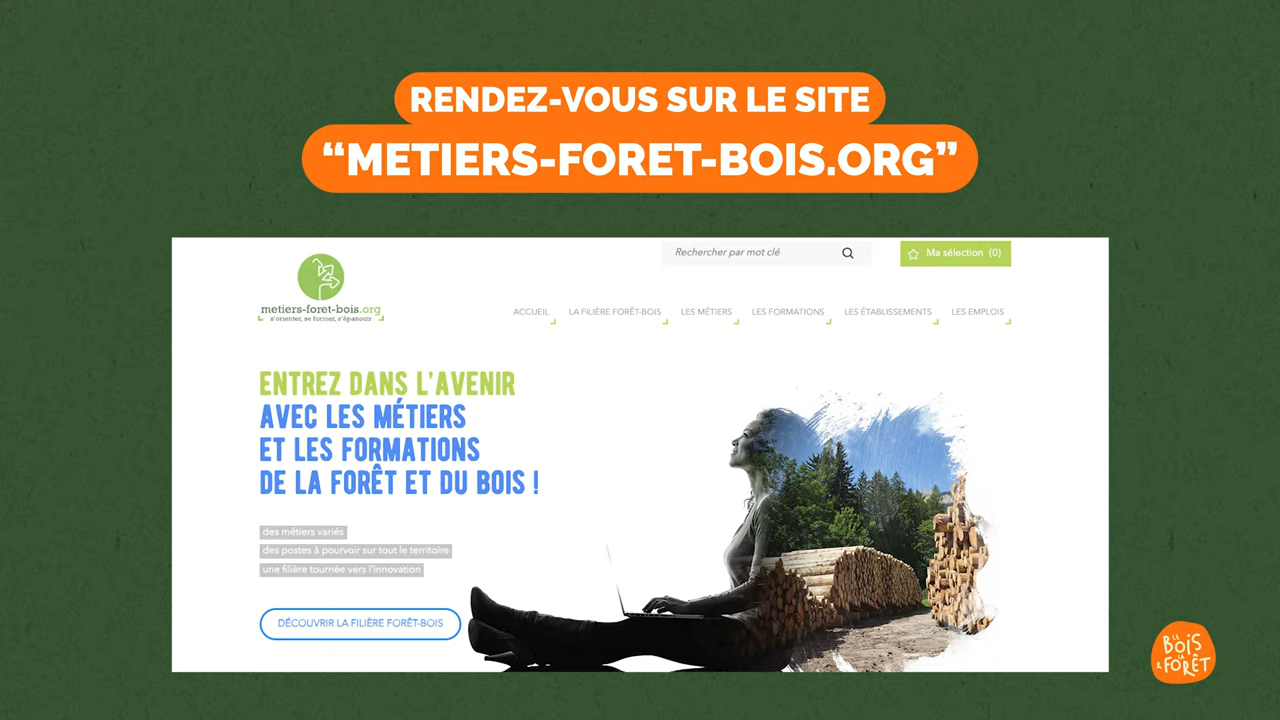 RENDEZ-VOUS SUR LE SITE
“METIERS-FORET-BOIS.ORG”
Rechercher par mot clé
Ma sélection (0)
metiers-foret-bois.org
s'orienter, se former, s'épanouir
ACCUEIL
LA FILIÈRE FORÊT-BOIS
LES MÉTIERS
LES FORMATIONS
LES ÉTABLISSEMENTS
LES EMPLOIS
ENTREZ DANS L'AVENIR
AVEC LES MÉTIERS
ET LES FORMATIONS
DE LA FORÊT ET DU BOIS !
des métiers variés
des postes à pourvoir sur tout le territoire
une filière tournée vers l'innovation
DÉCOUVRIR LA FILIÈRE FORÊT-BOIS
LE
BOIS
& LA
FORÊT